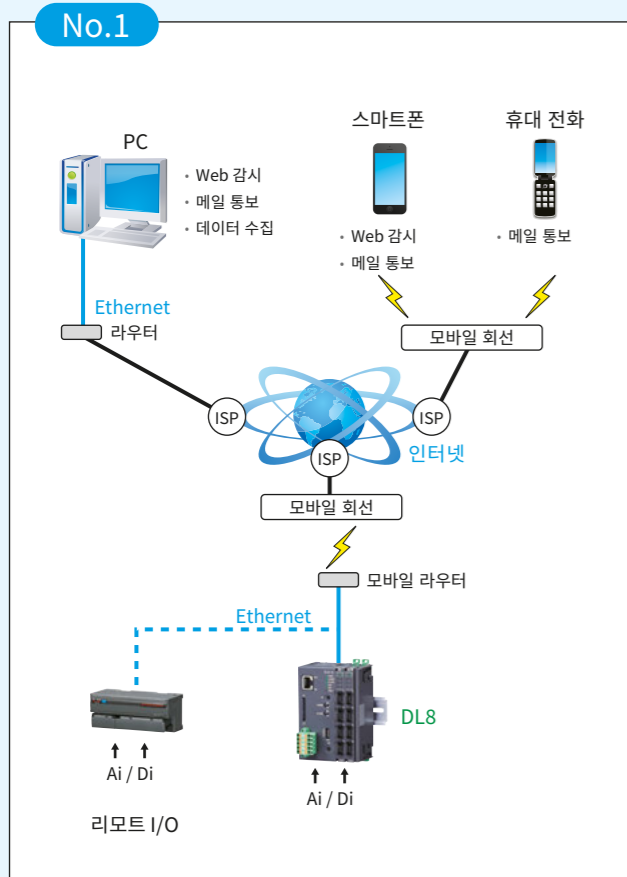 No.1
PC
・Web 감시
・메일 통보
・데이터 수집
스마트폰
・Web 감시
・메일 통보
휴대 전화
・메일 통보
Ethernet
라우터
모바일 회선
ISP
ISP
ISP
인터넷
모바일 회선
모바일 라우터
Ethernet
DL8
Ai / Di
Ai / Di
리모트 I/O